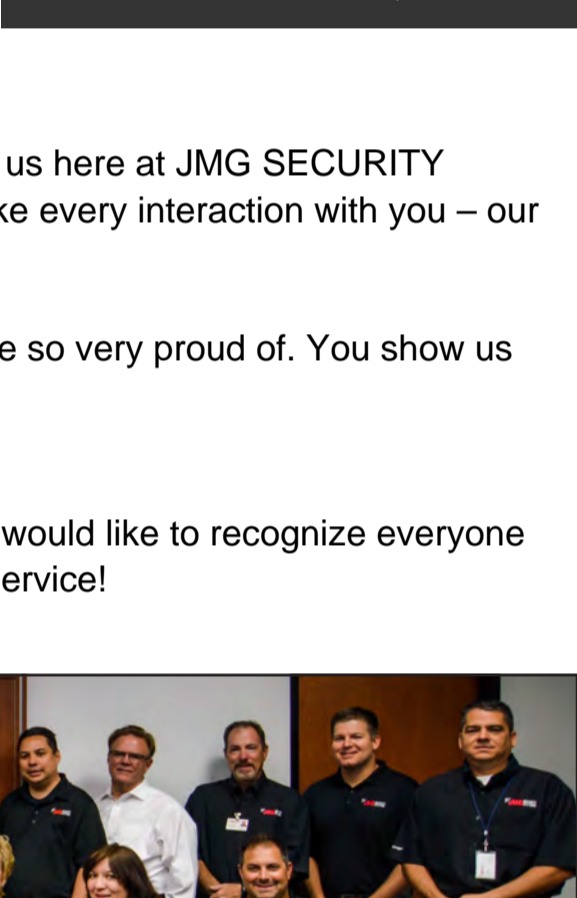 us here at JMG SECURITY
ke every interaction with you – our
e so very proud of. You show us
would like to recognize everyone
ervice!